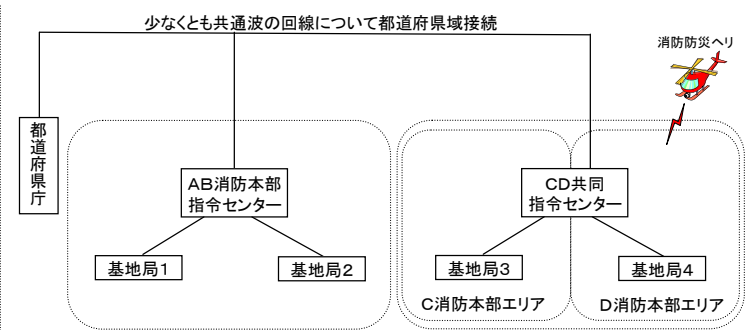 少なくとも共通波の回線について都道府県域接続
消防防災ヘリ
都道府県庁
AB消防本部
指令センター
CD共同
指令センター
基地局1
基地局2
基地局3
基地局4
C消防本部エリア
D消防本部エリア